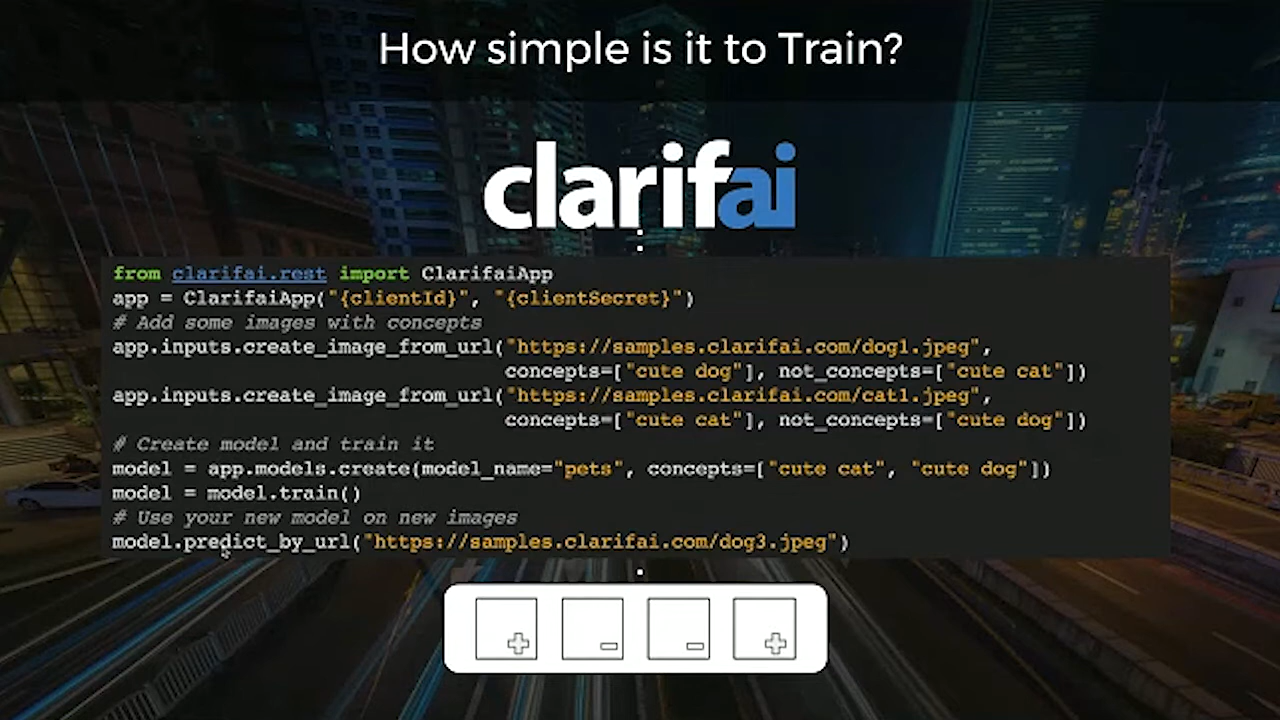 How simple is it to Train?
clarifai
from clarifai.rest import ClarifaiApp
app = ClarifaiApp("{clientId}", "{clientSecret}")
# Add some images with concepts
app.inputs.create_image_from_url("https://samples.clarifai.com/dog1.jpeg",
concepts=["cute dog"], not_concepts=["cute cat"])
app.inputs.create_image_from_url("https://samples.clarifai.com/cat1.jpeg",
concepts=["cute cat"], not_concepts=["cute dog"])
# Create model and train it
model = app.models.create(model_name="pets", concepts=["cute cat", "cute dog"])
model = model.train()
# Use your new model on new images
model.predict_by_url("https://samples.clarifai.com/dog3.jpeg")